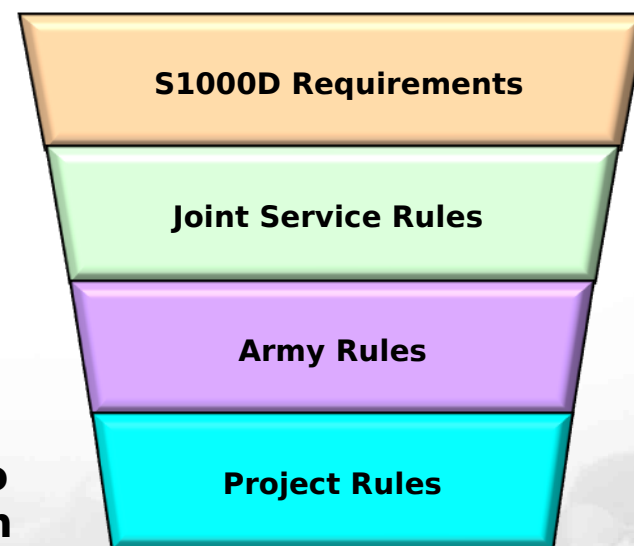 S1000D Requirements
Joint Service Rules
Army Rules
Project Rules